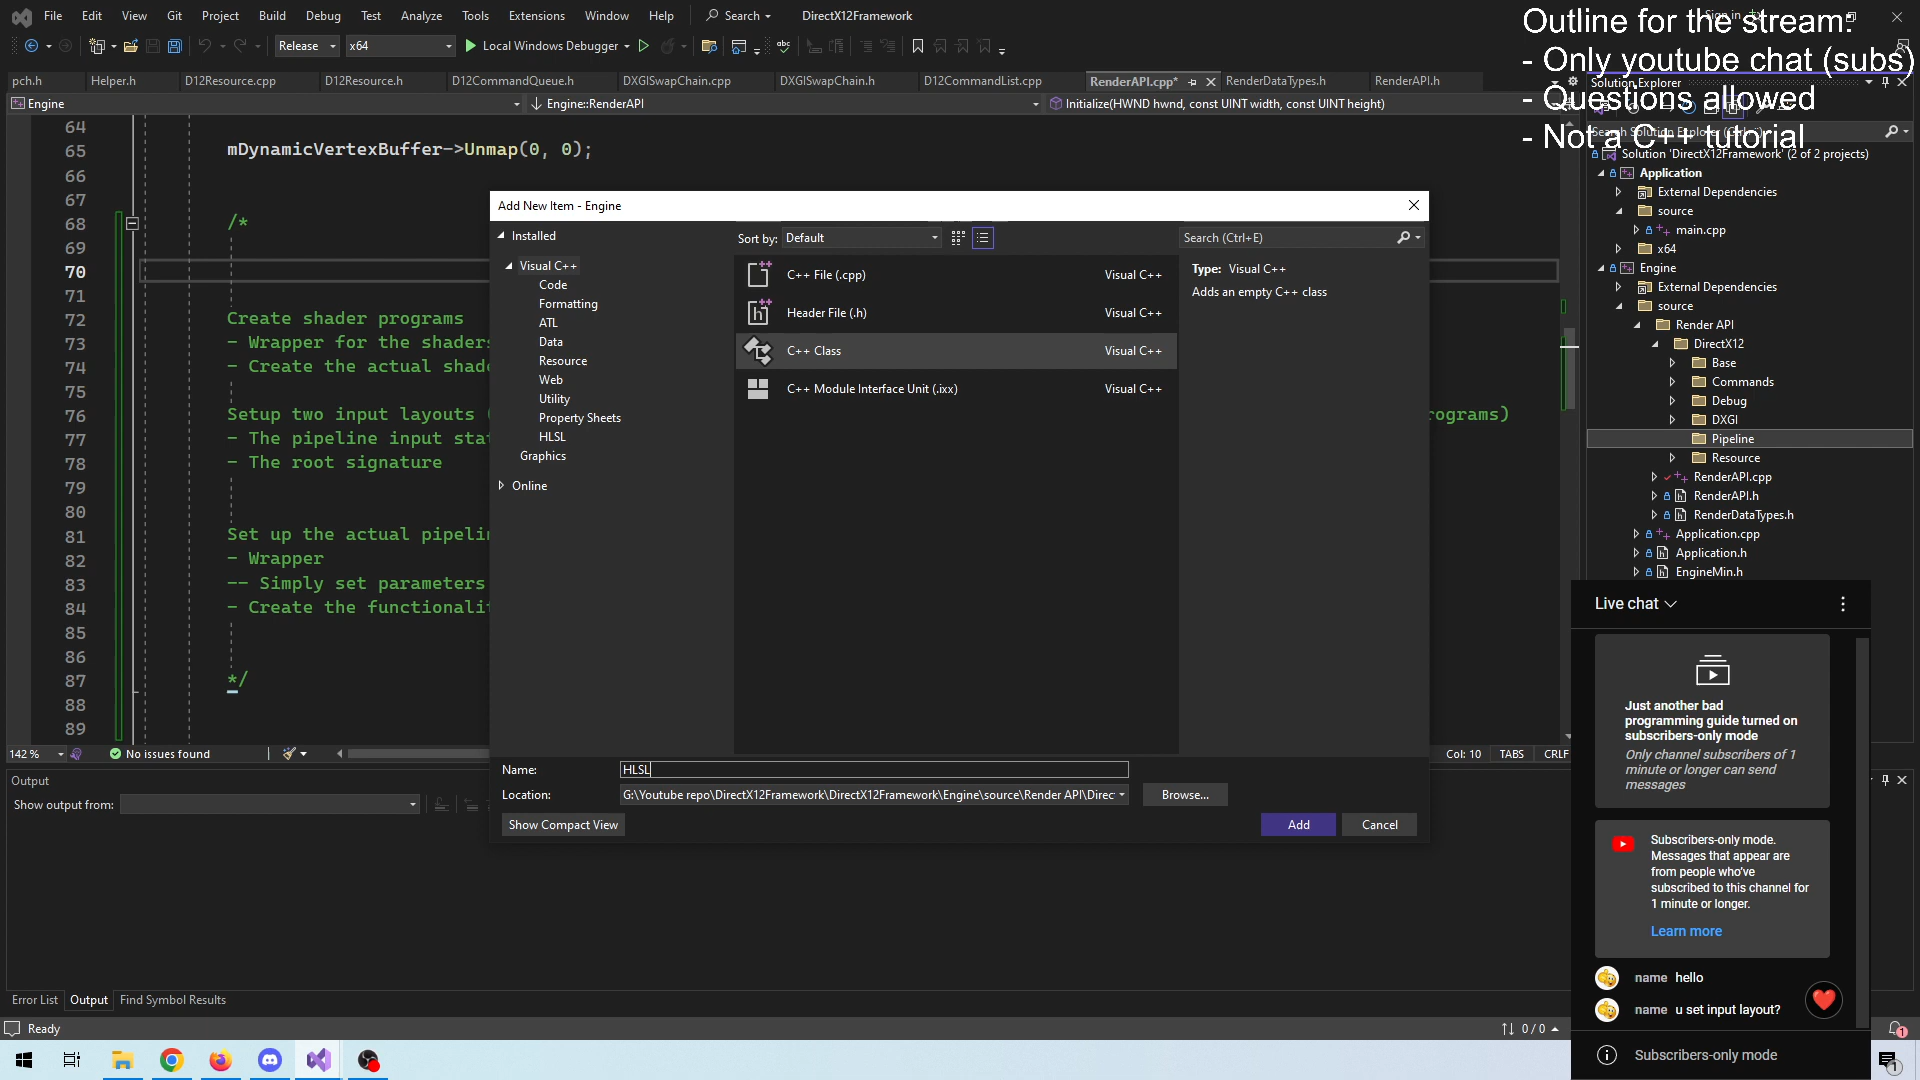 File Edit View Git Project Build Debug Test Analyze Tools Extensions Window Help Search DirectX12Framework
Outline for the stream:
- Only youtube chat (subs)
- Questions allowed
- Not a C++ tutorial
Release x64 Local Windows Debugger
pch.h Helper.h D12Resource.cpp D12Resource.h D12CommandQueue.h DXGISwapChain.cpp DXGISwapChain.h D12CommandList.cpp RenderAPI.cpp* RenderDataTypes.h RenderAPI.h
Engine Engine::RenderAPI Initialize(HWND hwnd, const UINT width, const UINT height)
64
65 mDynamicVertexBuffer->Unmap(0, 0);
66
67
68 /*
69
70
71
72 Create shader programs
73 - Wrapper for the shaders
74 - Create the actual shad
75
76 Setup two input layouts rograms)
77 - The pipeline input stat
78 - The root signature
79
80
81 Set up the actual pipelin
82 - Wrapper
83 -- Simply set parameters
84 - Create the functionalit
85
86
87 */
88
89
142 % No issues found Col: 10 TABS CRLF
Add New Item - Engine
Installed
Visual C++
Code
Formatting
ATL
Data
Resource
Web
Utility
Property Sheets
HLSL
Graphics
Online
Sort by: Default
Search (Ctrl+E)
C++ File (.cpp) Visual C++
Header File (.h) Visual C++
C++ Class Visual C++
C++ Module Interface Unit (.ixx) Visual C++
Type: Visual C++
Adds an empty C++ class
Name: HLSL
Location: G:\Youtube repo\DirectX12Framework\DirectX12Framework\Engine\source\Render API\Direc
Browse...
Show Compact View Add Cancel
Solution Explorer
Solution 'DirectX12Framework' (2 of 2 projects)
Application
External Dependencies
source
main.cpp
x64
Engine
External Dependencies
source
Render API
DirectX12
Base
Commands
Debug
DXGI
Pipeline
Resource
RenderAPI.cpp
RenderAPI.h
RenderDataTypes.h
Application.cpp
Application.h
EngineMin.h
Output
Show output from:
Error List Output Find Symbol Results
Ready 0 / 0 1
Live chat
Just another bad
programming guide turned on
subscribers-only mode
Only channel subscribers of 1
minute or longer can send
messages
Subscribers-only mode.
Messages that appear are
from people who've
subscribed to this channel for
1 minute or longer.
Learn more
name hello
name u set input layout?
Subscribers-only mode
1